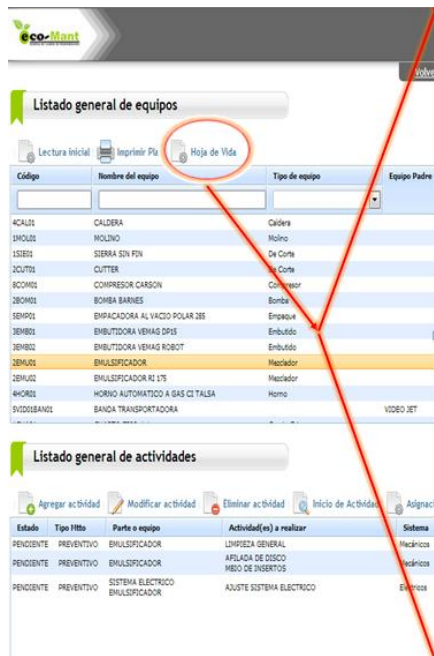 eco-Mant
Volve
Listado general de equipos
Lectura inicial Imprimir Pla Hoja de Vida
Código Nombre del equipo Tipo de equipo Equipo Padre
4CAL01 CALDERA Caldera
1MOL01 MOLINO Molino
1SIE01 SIERRA SIN FIN De Corte
2CUT01 CUTTER De Corte
8COM01 COMPRESOR CARSON Compresor
2BOM01 BOMBA BARNES Bomba
5EMP01 EMPACADORA AL VACIO POLAR 285 Empaque
3EMB01 EMBUTIDORA VEMAG DP15 Embutido
3EMB02 EMBUTIDORA VEMAG ROBOT Embutido
2EMU01 EMULSIFICADOR Mezclador
2EMU02 EMULSIFICADOR RI 175 Mezclador
4HOR01 HORNO AUTOMATICO A GAS CI TALSA Horno
SVID01BAN01 BANDA TRANSPORTADORA VIDEO JET
Listado general de actividades
Agregar actividad Modificar actividad Eliminar actividad Inicio de Actividad Asignaci
Estado Tipo Mtto Parte o equipo Actividad(es) a realizar Sistema
PENDIENTE PREVENTIVO EMULSIFICADOR LIMPIEZA GENERAL Mecánicos
PENDIENTE PREVENTIVO EMULSIFICADOR AFILADA DE DISCO Mecánicos
MBIO DE INSERTOS
PENDIENTE PREVENTIVO SISTEMA ELECTRICO AJUSTE SISTEMA ELECTRICO Eléctricos
EMULSIFICADOR